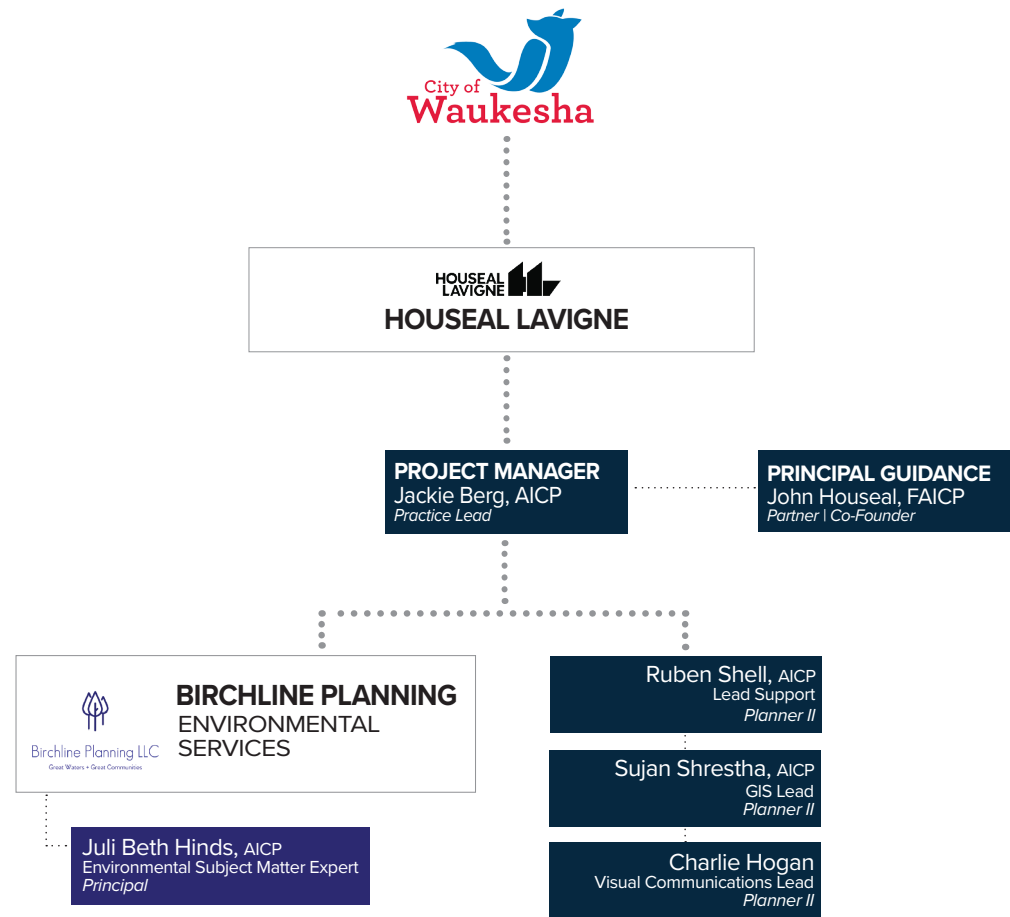 City of
Waukesha
HOUSEAL
LAVIGNE
HOUSEAL LAVIGNE
PROJECT MANAGER
Jackie Berg, AICP
Practice Lead
PRINCIPAL GUIDANCE
John Houseal, FAICP
Partner | Co-Founder
BIRCHLINE PLANNING
ENVIRONMENTAL
SERVICES
Birchline Planning LLC
Great Waters + Great Communities
Juli Beth Hinds, AICP
Environmental Subject Matter Expert
Principal
Ruben Shell, AICP
Lead Support
Planner II
Sujan Shrestha, AICP
GIS Lead
Planner II
Charlie Hogan
Visual Communications Lead
Planner II